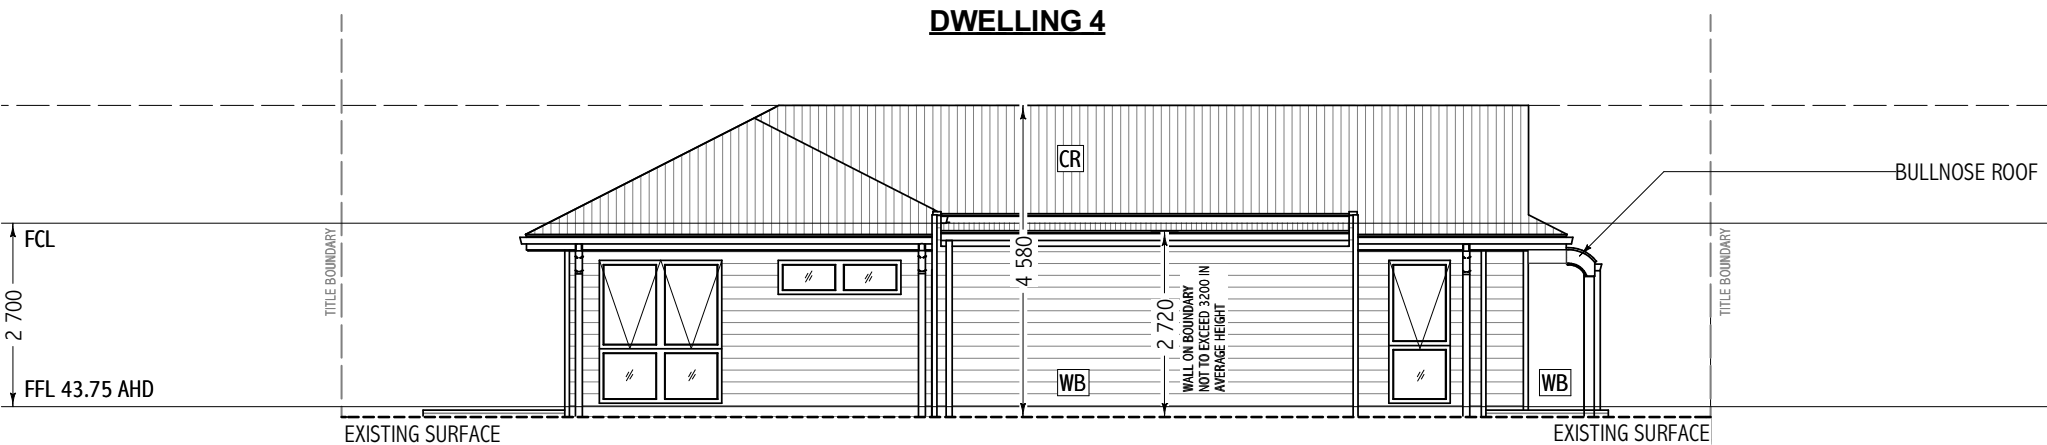 DWELLING 4
CR
BULLNOSE ROOF
FCL
TITLE BOUNDARY
TITLE BOUNDARY
2 700
4 580
2 720
WALL ON BOUNDARY
NOT TO EXCEED 3200 IN
AVERAGE HEIGHT
WB
WB
FFL 43.75 AHD
EXISTING SURFACE
EXISTING SURFACE